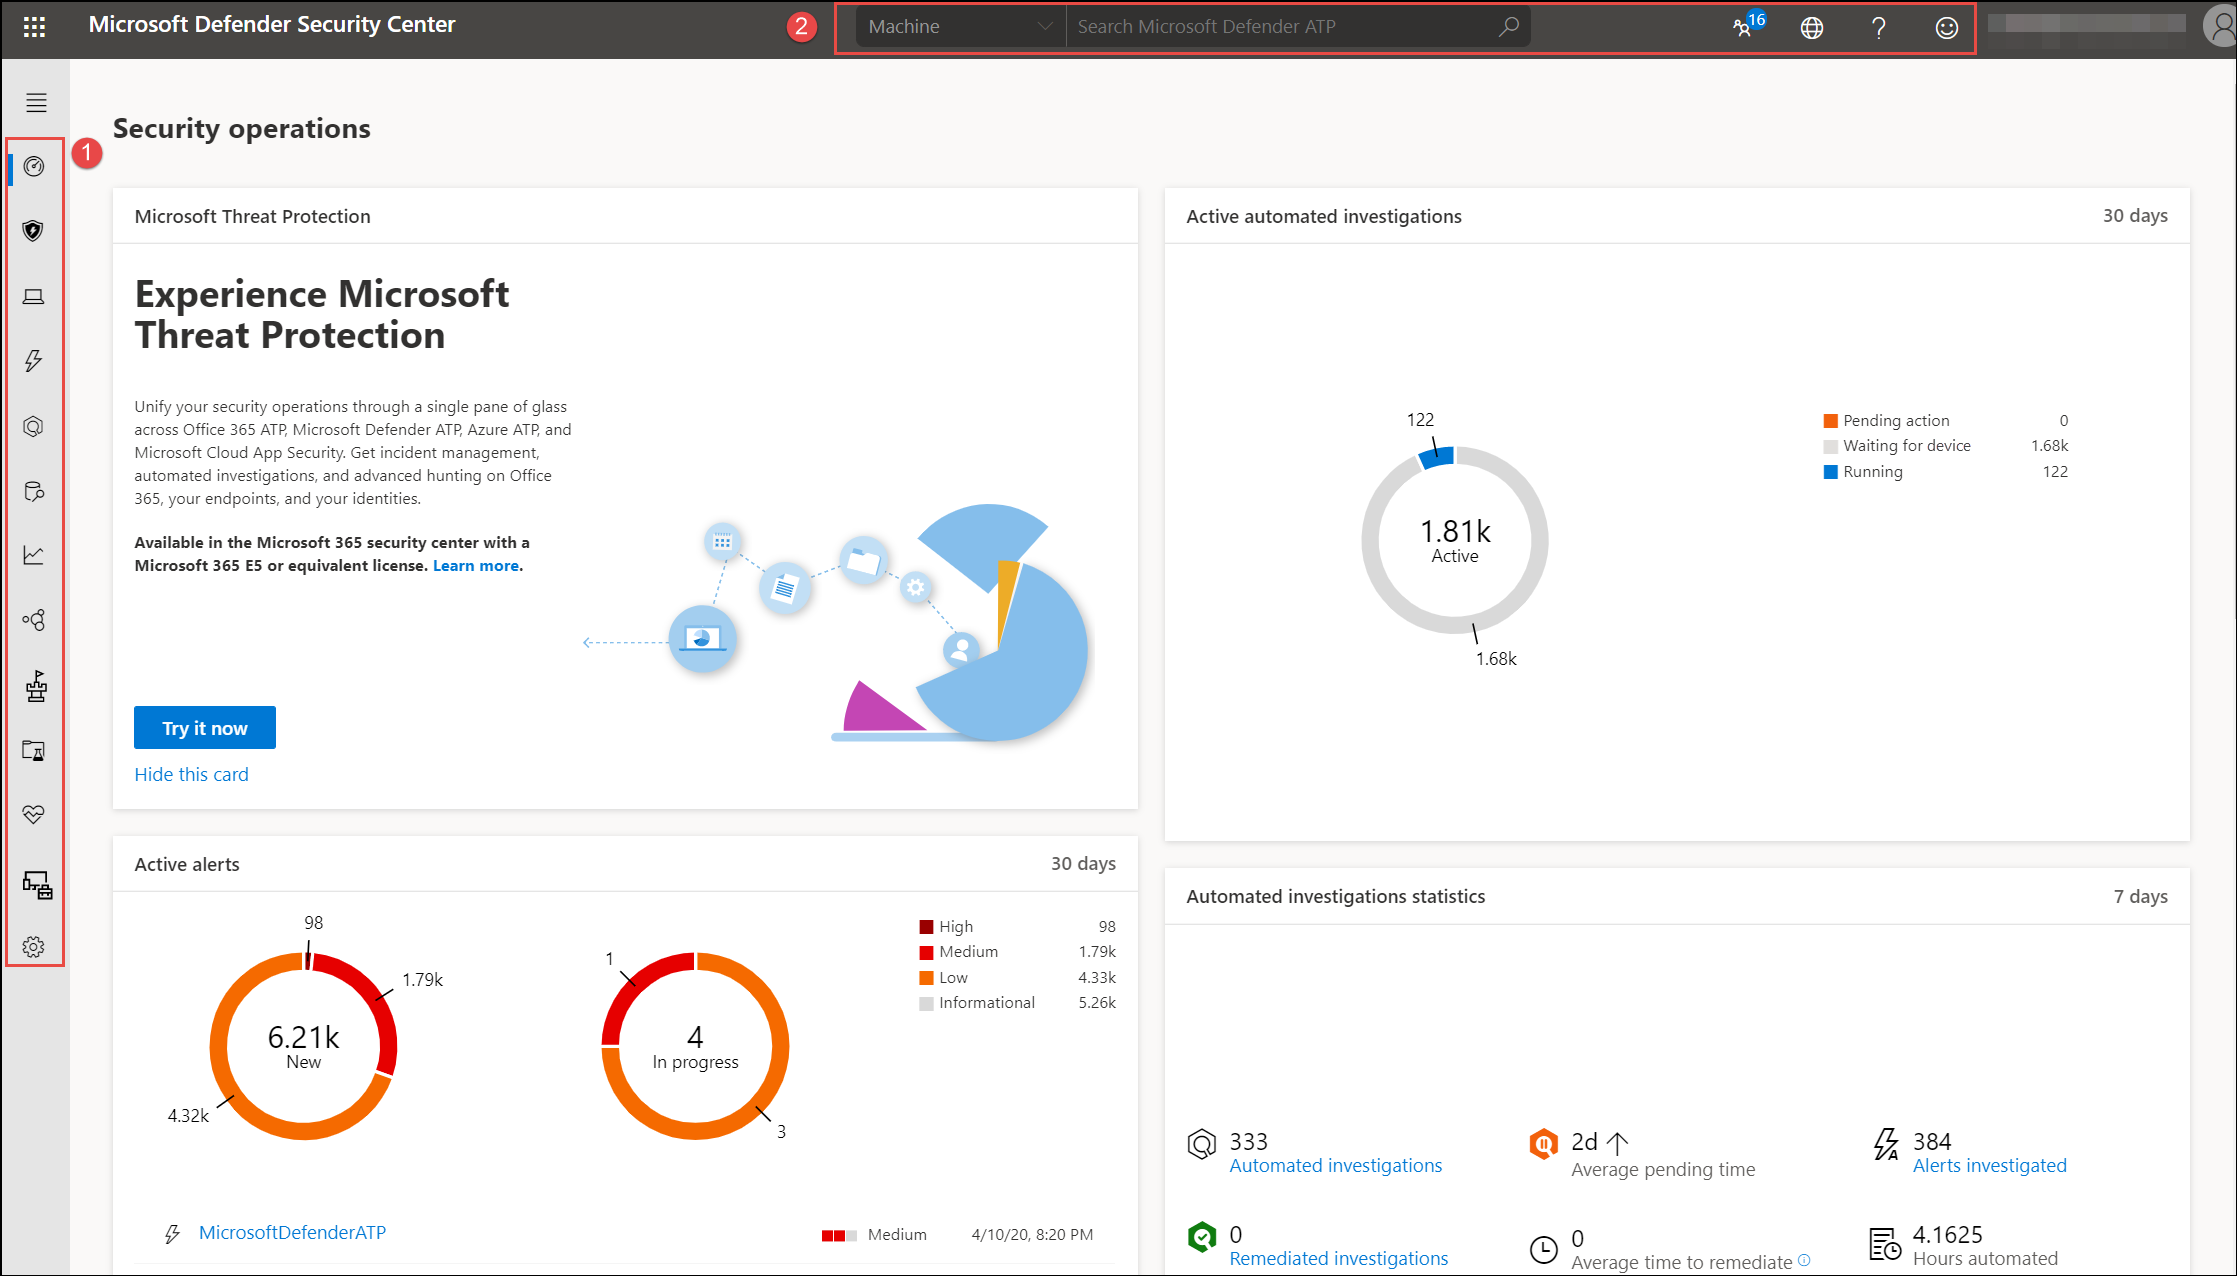 Microsoft Defender Security Center
2
Machine
Search Microsoft Defender ATP
16
?
1
Security operations
Microsoft Threat Protection
Experience Microsoft
Threat Protection
Unify your security operations through a single pane of glass
across Office 365 ATP, Microsoft Defender ATP, Azure ATP, and
Microsoft Cloud App Security. Get incident management,
automated investigations, and advanced hunting on Office
365, your endpoints, and your identities.
Available in the Microsoft 365 security center with a
Microsoft 365 E5 or equivalent license. Learn more.
Try it now
Hide this card
Active automated investigations
30 days
122
1.81k
Active
1.68k
Pending action 0
Waiting for device 1.68k
Running 122
Active alerts
30 days
98
1.79k
6.21k
New
4.32k
1
4
In progress
3
High 98
Medium 1.79k
Low 4.33k
Informational 5.26k
MicrosoftDefenderATP Medium 4/10/20, 8:20 PM
Automated investigations statistics
7 days
333
Automated investigations
2d
Average pending time
384
Alerts investigated
0
Remediated investigations
0
Average time to remediate
4.1625
Hours automated